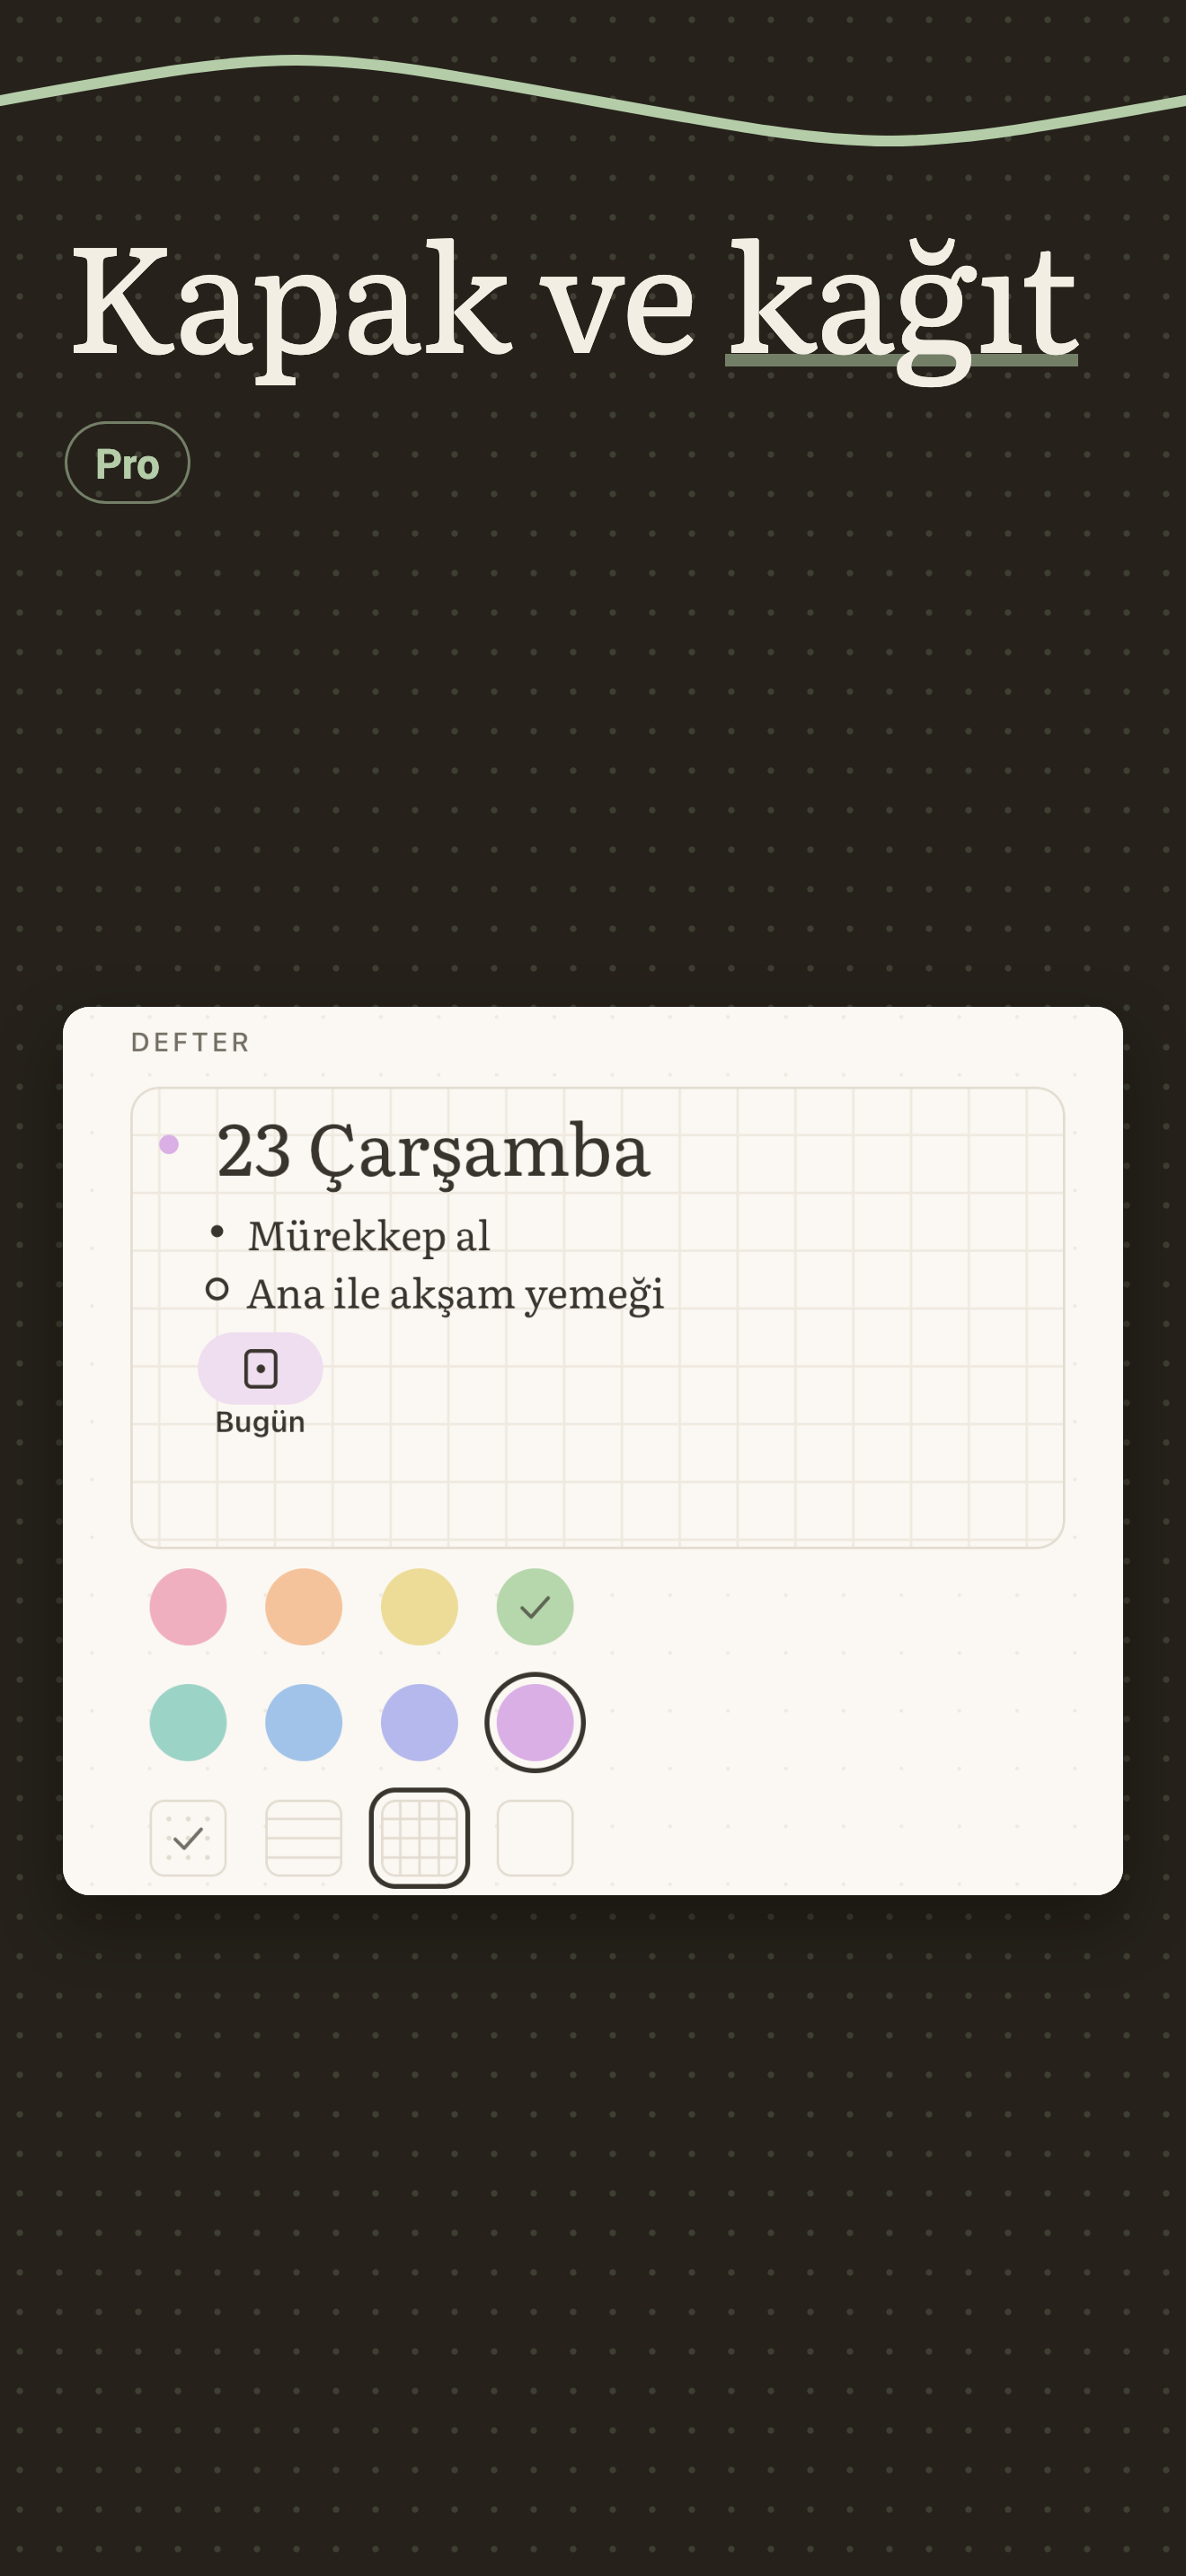 Kapak ve kağıt
Pro
DEFTER
23 Çarşamba
Mürekkep al
Ana ile akşam yemeği
Bugün